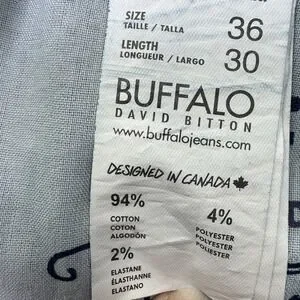 SIZE
TAILLE / TALLA
36
LENGTH
LONGUEUR / LARGO
30
BUFFALO
DAVID BITTON
www.buffalojeans.com
DESIGNED IN CANADA
94%
COTTON
COTON
ALGODÓN
4%
POLYESTER
POLYESTER
POLIESTER
2%
ELASTANE
ÉLASTHANNE
ELASTANO